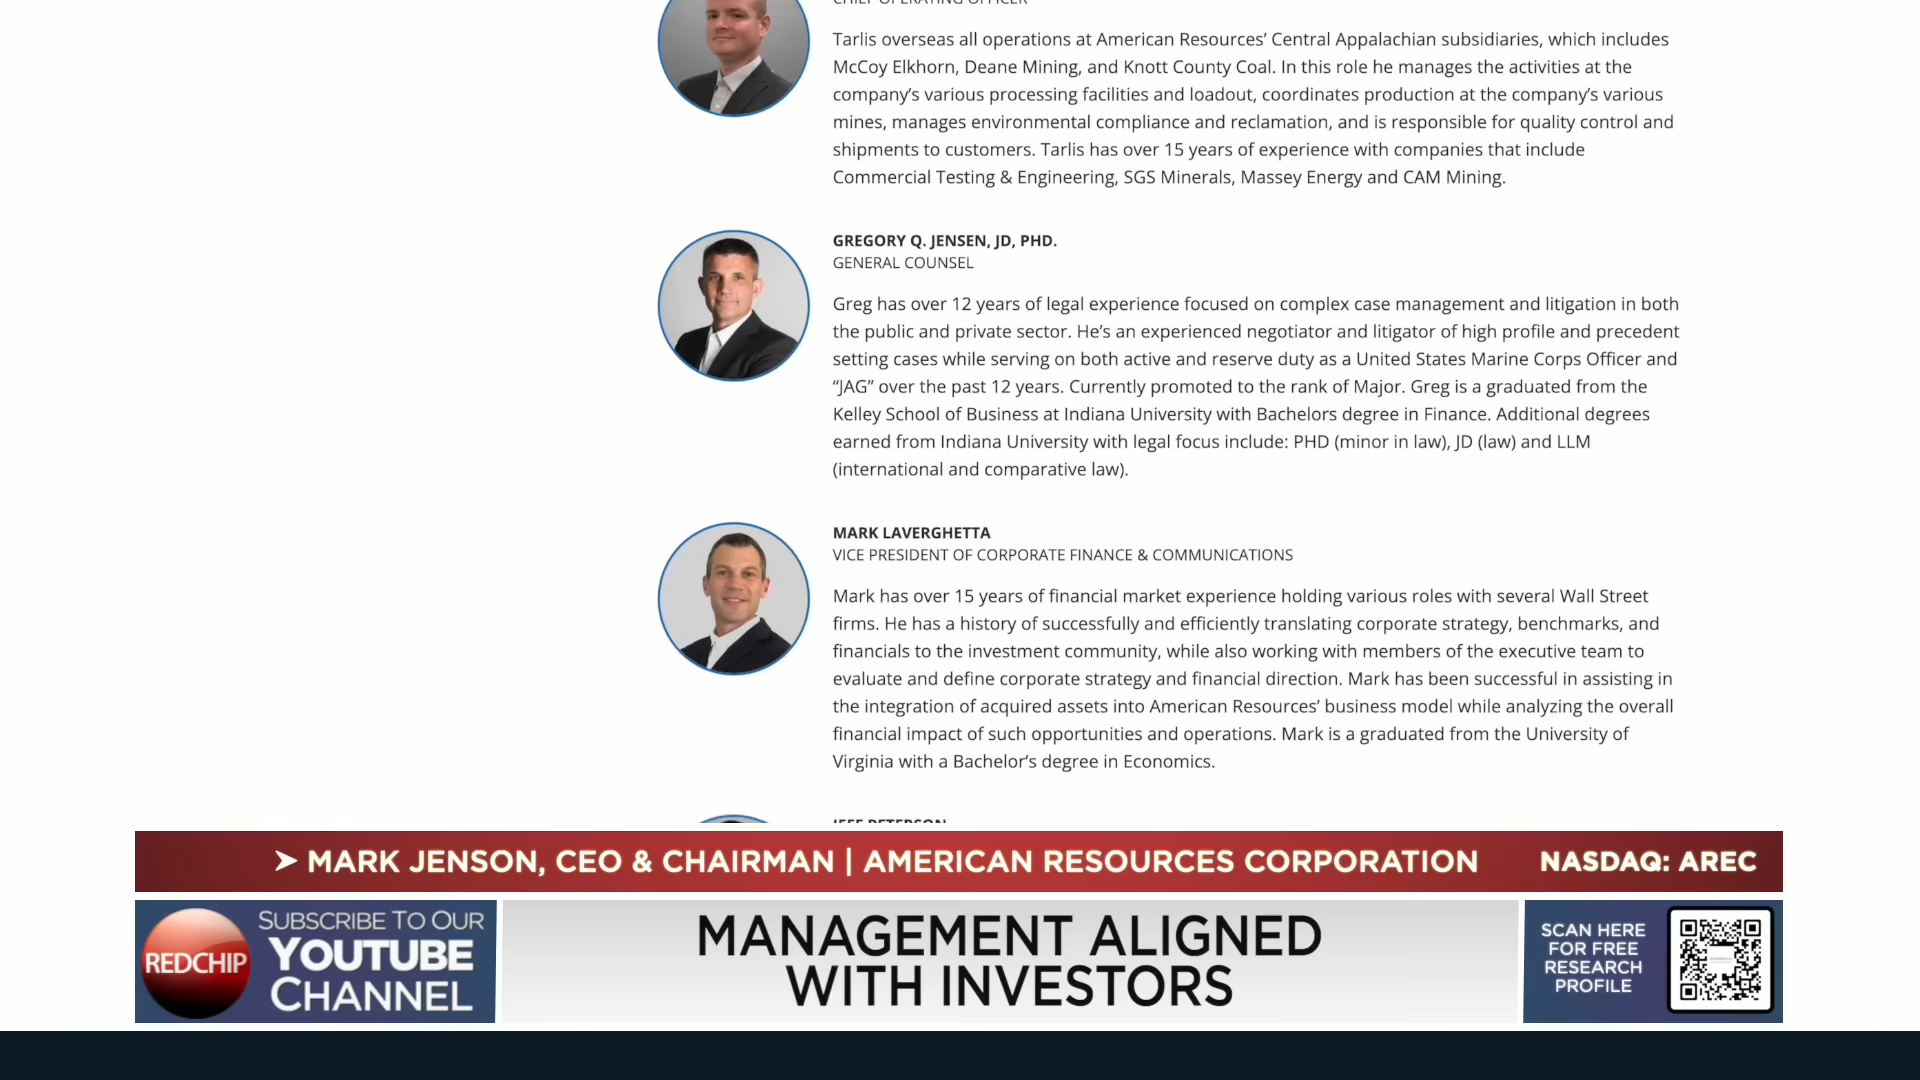 CHIEF OPERATING OFFICER
Tarlis overseas all operations at American Resources’ Central Appalachian subsidiaries, which includes
McCoy Elkhorn, Deane Mining, and Knott County Coal. In this role he manages the activities at the
company’s various processing facilities and loadout, coordinates production at the company’s various
mines, manages environmental compliance and reclamation, and is responsible for quality control and
shipments to customers. Tarlis has over 15 years of experience with companies that include
Commercial Testing & Engineering, SGS Minerals, Massey Energy and CAM Mining.
GREGORY Q. JENSEN, JD, PHD.
GENERAL COUNSEL
Greg has over 12 years of legal experience focused on complex case management and litigation in both
the public and private sector. He’s an experienced negotiator and litigator of high profile and precedent
setting cases while serving on both active and reserve duty as a United States Marine Corps Officer and
“JAG” over the past 12 years. Currently promoted to the rank of Major. Greg is a graduated from the
Kelley School of Business at Indiana University with Bachelors degree in Finance. Additional degrees
earned from Indiana University with legal focus include: PHD (minor in law), JD (law) and LLM
(international and comparative law).
MARK LAVERGHETTA
VICE PRESIDENT OF CORPORATE FINANCE & COMMUNICATIONS
Mark has over 15 years of financial market experience holding various roles with several Wall Street
firms. He has a history of successfully and efficiently translating corporate strategy, benchmarks, and
financials to the investment community, while also working with members of the executive team to
evaluate and define corporate strategy and financial direction. Mark has been successful in assisting in
the integration of acquired assets into American Resources’ business model while analyzing the overall
financial impact of such opportunities and operations. Mark is a graduated from the University of
Virginia with a Bachelor’s degree in Economics.
JEFF PETERSON
➤ MARK JENSON, CEO & CHAIRMAN | AMERICAN RESOURCES CORPORATION
NASDAQ: AREC
REDCHIP
SUBSCRIBE TO OUR
YOUTUBE
CHANNEL
MANAGEMENT ALIGNED
WITH INVESTORS
SCAN HERE
FOR FREE
RESEARCH
PROFILE